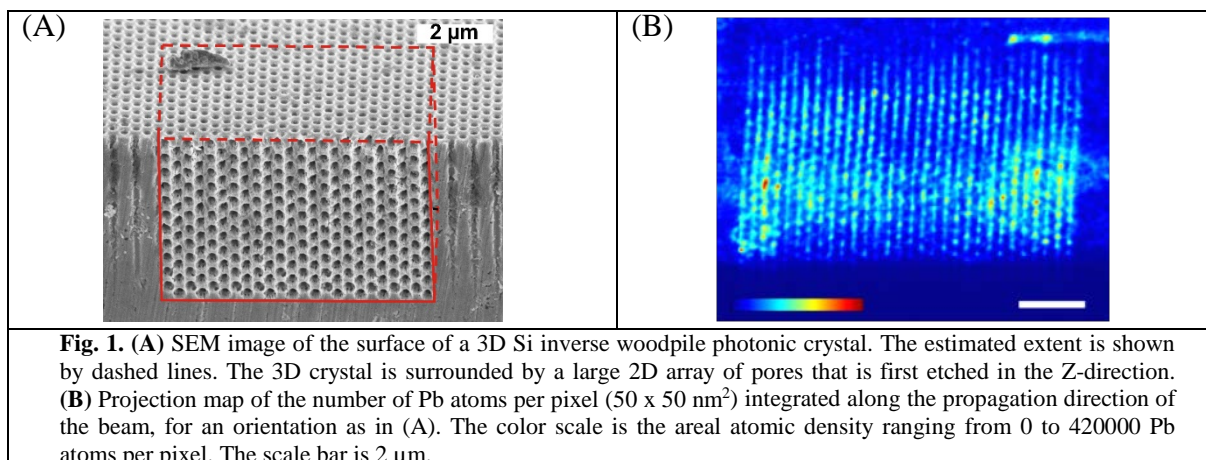 (A)
2 µm
(B)
Fig. 1. (A) SEM image of the surface of a 3D Si inverse woodpile photonic crystal. The estimated extent is shown
by dashed lines. The 3D crystal is surrounded by a large 2D array of pores that is first etched in the Z-direction.
(B) Projection map of the number of Pb atoms per pixel (50 x 50 nm²) integrated along the propagation direction of
the beam, for an orientation as in (A). The color scale is the areal atomic density ranging from 0 to 420000 Pb
atoms per pixel. The scale bar is 2 µm.